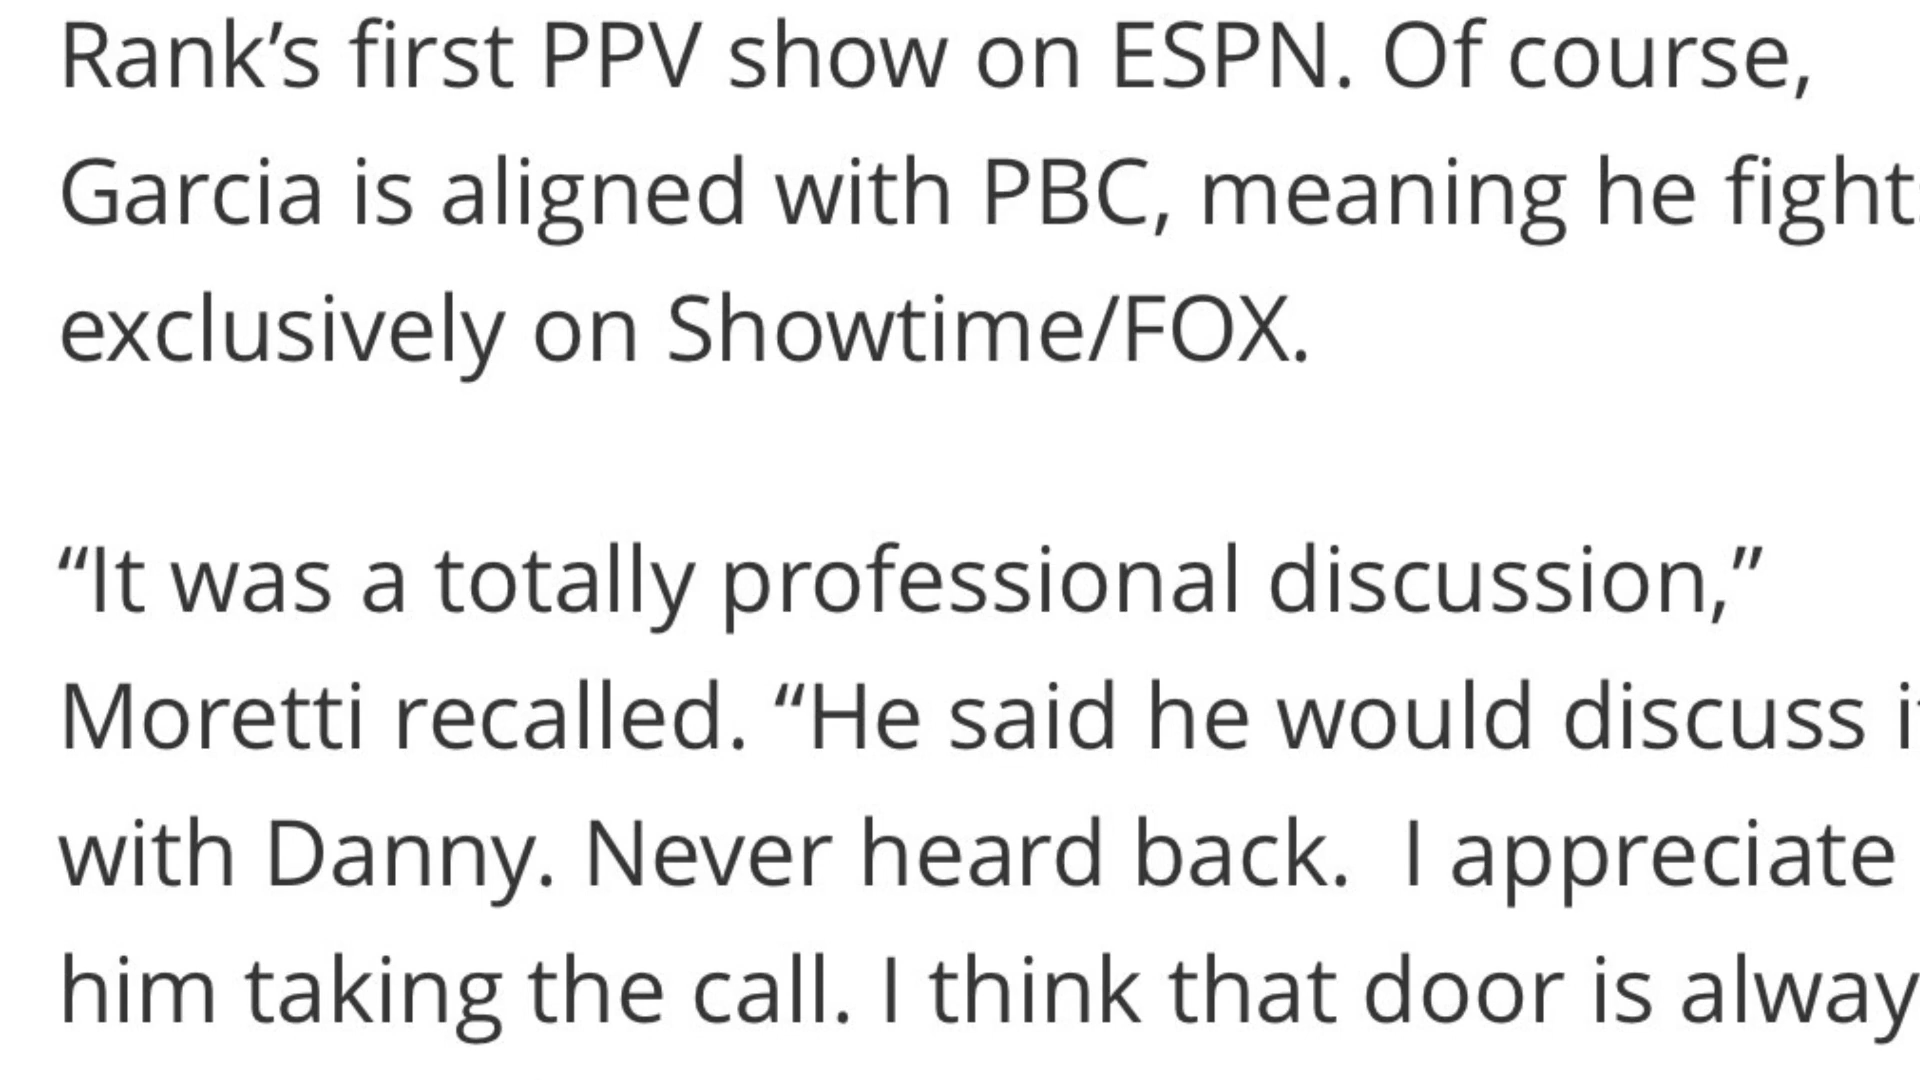 Rank’s first PPV show on ESPN. Of course,
Garcia is aligned with PBC, meaning he fights
exclusively on Showtime/FOX.
“It was a totally professional discussion,”
Moretti recalled. “He said he would discuss it
with Danny. Never heard back.  I appreciate
him taking the call. I think that door is alway